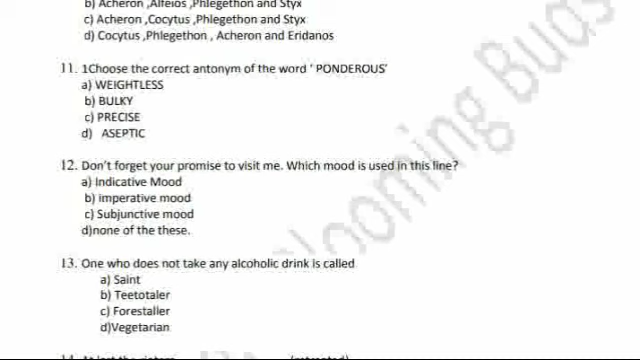 b) Acheron ,Alfeios ,Phlegethon and Styx
c) Acheron ,Cocytus ,Phlegethon and Styx
d) Cocytus ,Phlegethon , Acheron and Eridanos
11. 1Choose the correct antonym of the word ' PONDEROUS'
a) WEIGHTLESS
b) BULKY
c) PRECISE
d) ASEPTIC
12. Don't forget your promise to visit me. Which mood is used in this line?
a) Indicative Mood
b) imperative mood
c) Subjunctive mood
d)none of the these.
13. One who does not take any alcoholic drink is called
a) Saint
b) Teetotaler
c) Forestaller
d)Vegetarian
looming Buds